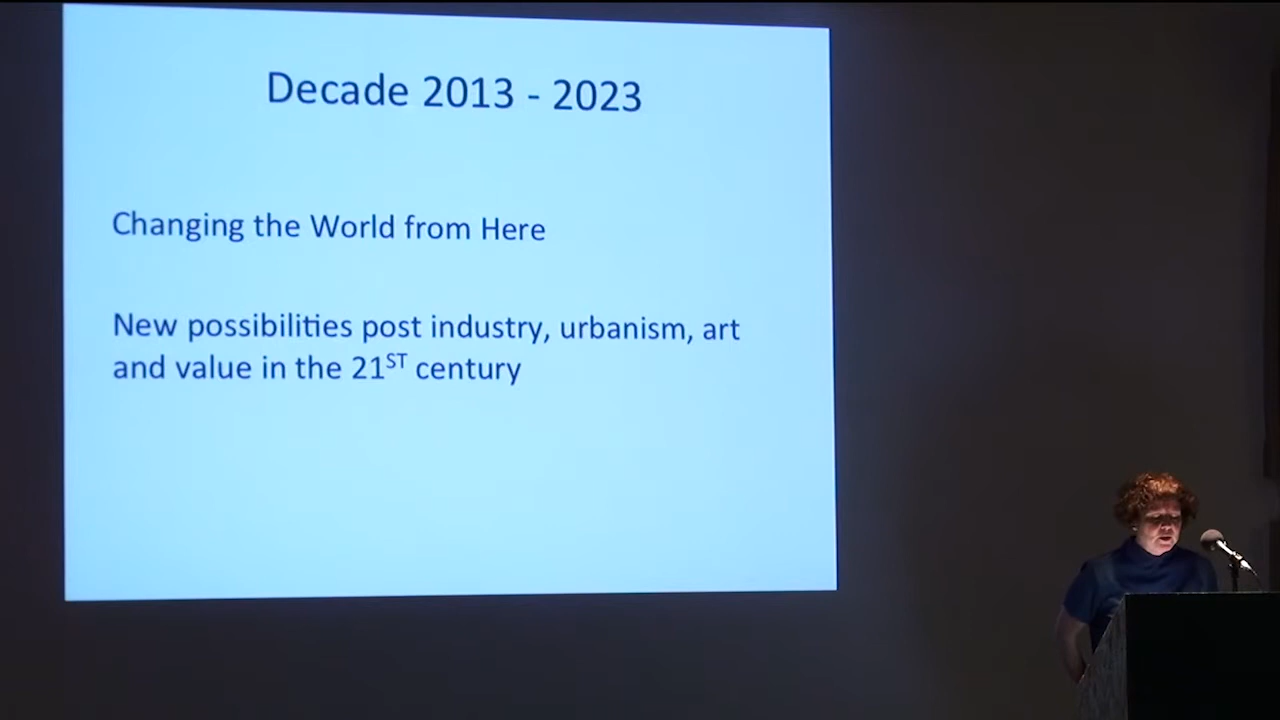 Decade 2013 - 2023
Changing the World from Here
New possibilities post industry, urbanism, art
and value in the 21ST century